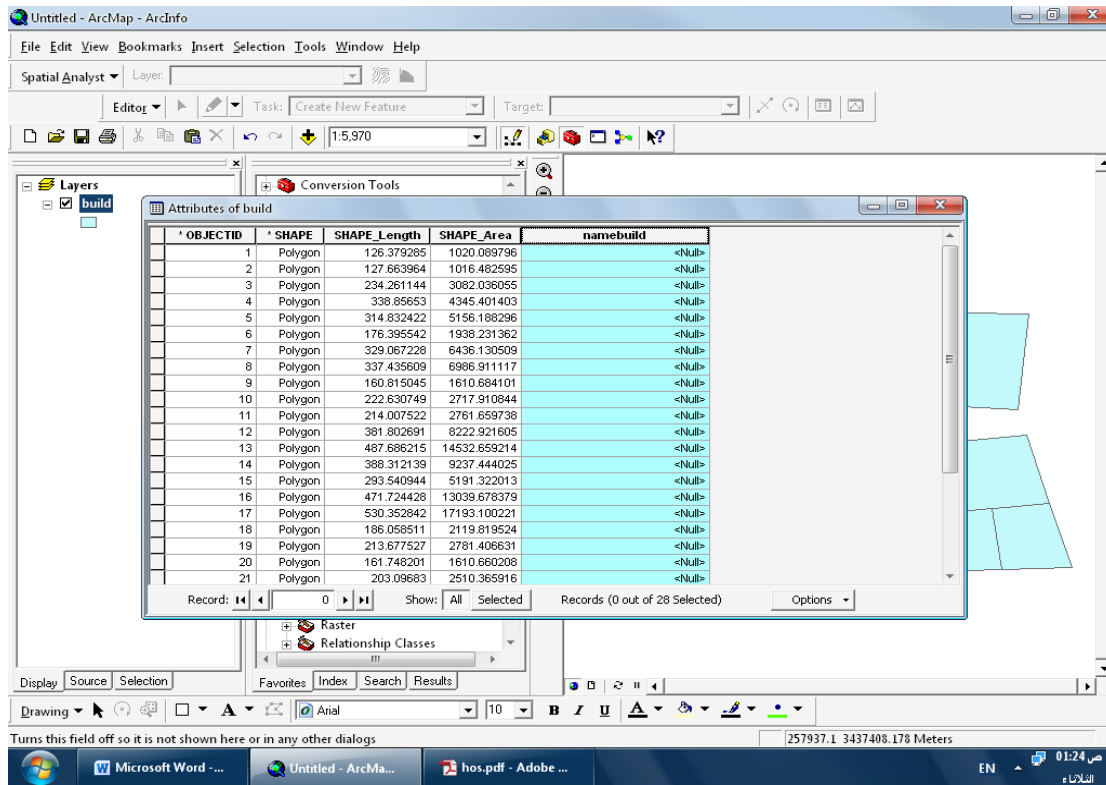 Untitled - ArcMap - ArcInfo
File Edit View Bookmarks Insert Selection Tools Window Help
Spatial Analyst Layer:
Editor Task: Create New Feature Target:
1:5,970
Layers
build
Conversion Tools
Attributes of build
* OBJECTID * SHAPE SHAPE_Length SHAPE_Area namebuild
1 Polygon 126.379285 1020.089796 <Null>
2 Polygon 127.663964 1016.482595 <Null>
3 Polygon 234.261144 3082.036055 <Null>
4 Polygon 338.85653 4345.401403 <Null>
5 Polygon 314.832422 5156.188296 <Null>
6 Polygon 176.395542 1938.231362 <Null>
7 Polygon 329.067228 6436.130509 <Null>
8 Polygon 337.435609 6986.911117 <Null>
9 Polygon 160.815045 1610.684101 <Null>
10 Polygon 222.630749 2717.910844 <Null>
11 Polygon 214.007522 2761.659738 <Null>
12 Polygon 381.802691 8222.921605 <Null>
13 Polygon 487.686215 14532.659214 <Null>
14 Polygon 388.312139 9237.444025 <Null>
15 Polygon 293.540944 5191.322013 <Null>
16 Polygon 471.724428 13039.678379 <Null>
17 Polygon 530.352842 17193.100221 <Null>
18 Polygon 186.058511 2119.819524 <Null>
19 Polygon 213.677527 2781.406631 <Null>
20 Polygon 161.748201 1610.660208 <Null>
21 Polygon 203.09683 2510.365916 <Null>
Record: 0 Show: All Selected Records (0 out of 28 Selected) Options
Raster
Relationship Classes
Display Source Selection
Favorites Index Search Results
Drawing A Arial 10 B I U A
Turns this field off so it is not shown here or in any other dialogs
257937.1 3437408.178 Meters
Microsoft Word -...
Untitled - ArcMa...
hos.pdf - Adobe ...
EN
01:24 ص
الثلاثاء